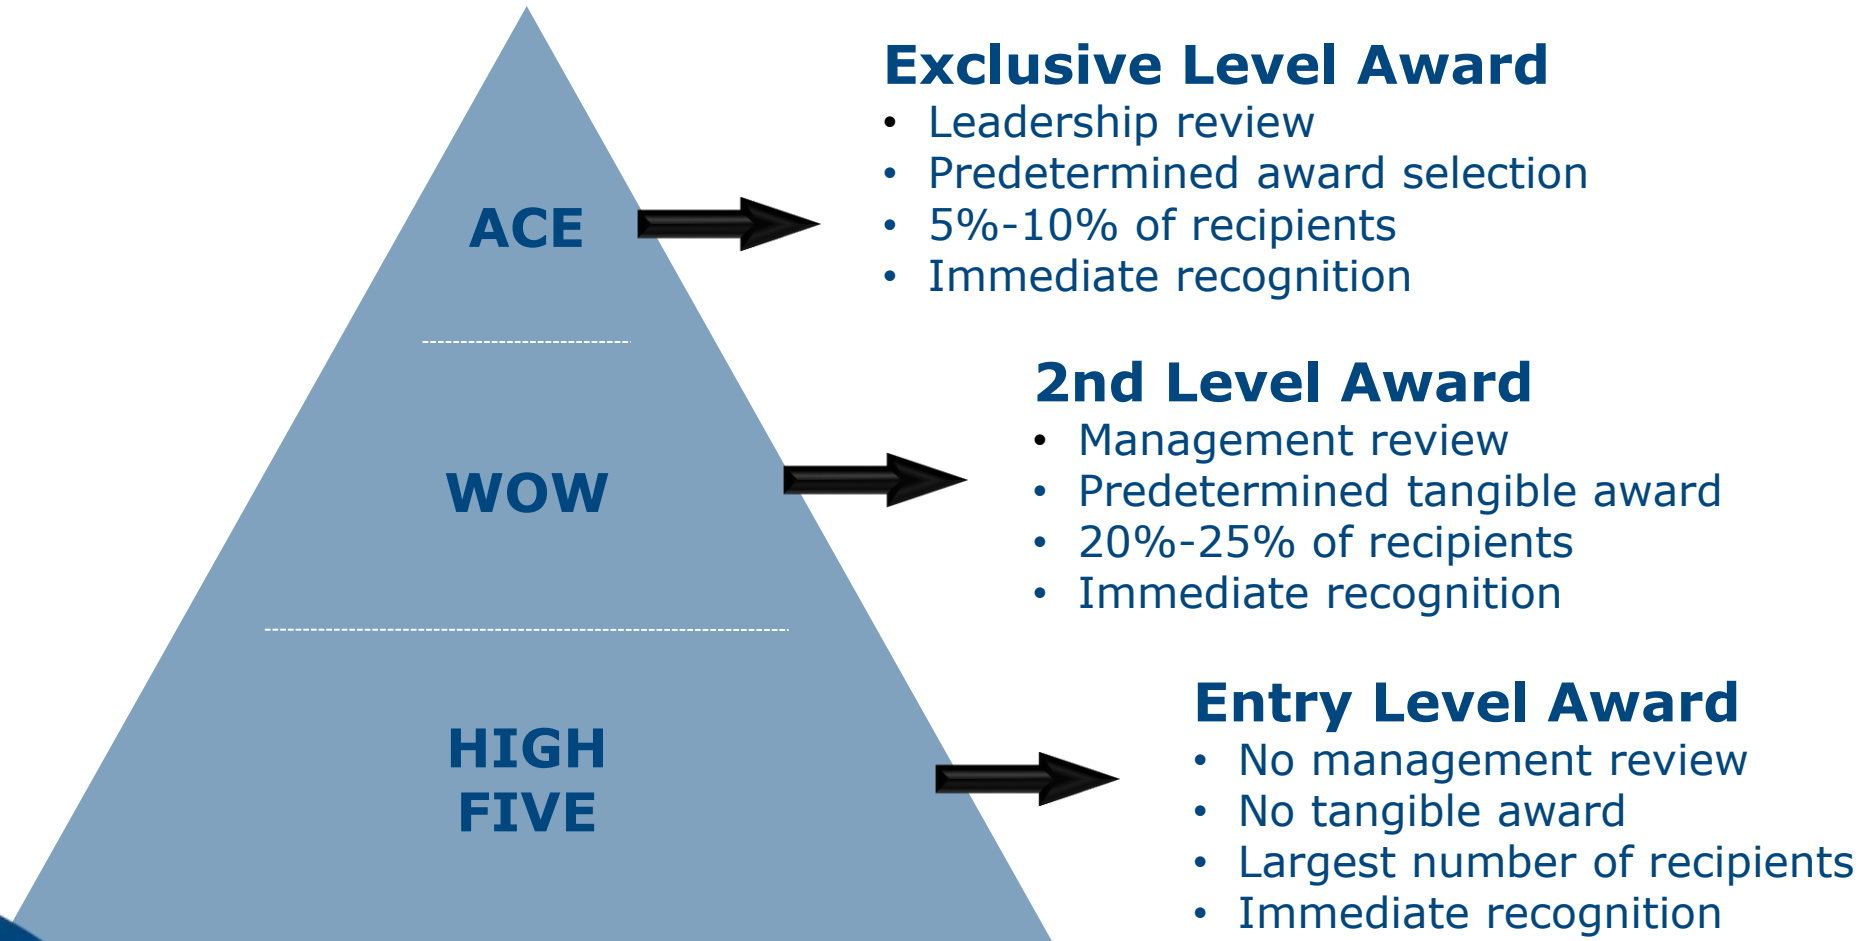 Exclusive Level Award
• Leadership review
• Predetermined award selection
• 5%-10% of recipients
• Immediate recognition
ACE
2nd Level Award
• Management review
• Predetermined tangible award
• 20%-25% of recipients
• Immediate recognition
WOW
Entry Level Award
• No management review
• No tangible award
• Largest number of recipients
• Immediate recognition
HIGH
FIVE